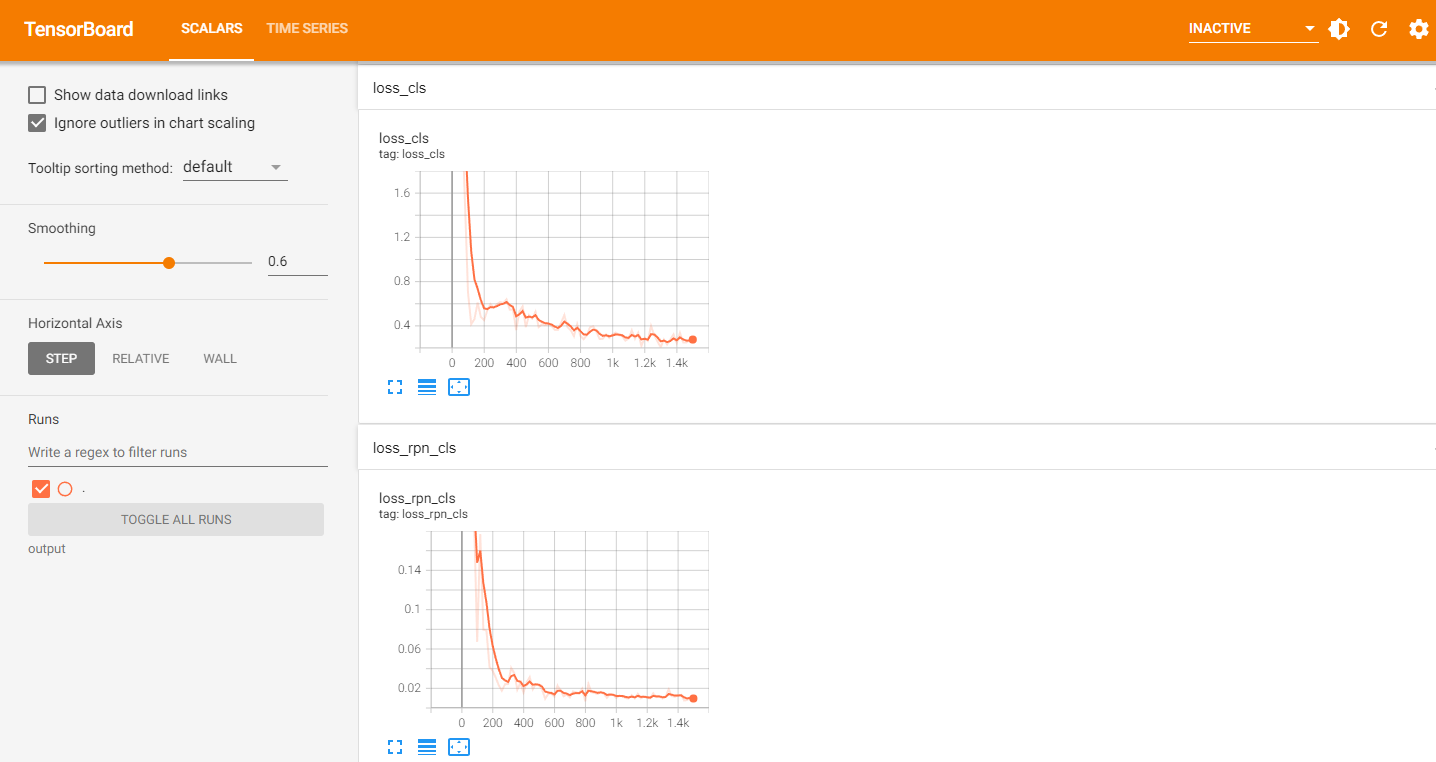 TensorBoard SCALARS TIME SERIES INACTIVE
Show data download links
Ignore outliers in chart scaling
Tooltip sorting method: default
Smoothing
0.6
Horizontal Axis
STEP RELATIVE WALL
Runs
Write a regex to filter runs
.
TOGGLE ALL RUNS
output
loss_cls
loss_cls
tag: loss_cls
1.6
1.2
0.8
0.4
0 200 400 600 800 1k 1.2k 1.4k
loss_rpn_cls
loss_rpn_cls
tag: loss_rpn_cls
0.14
0.1
0.06
0.02
0 200 400 600 800 1k 1.2k 1.4k